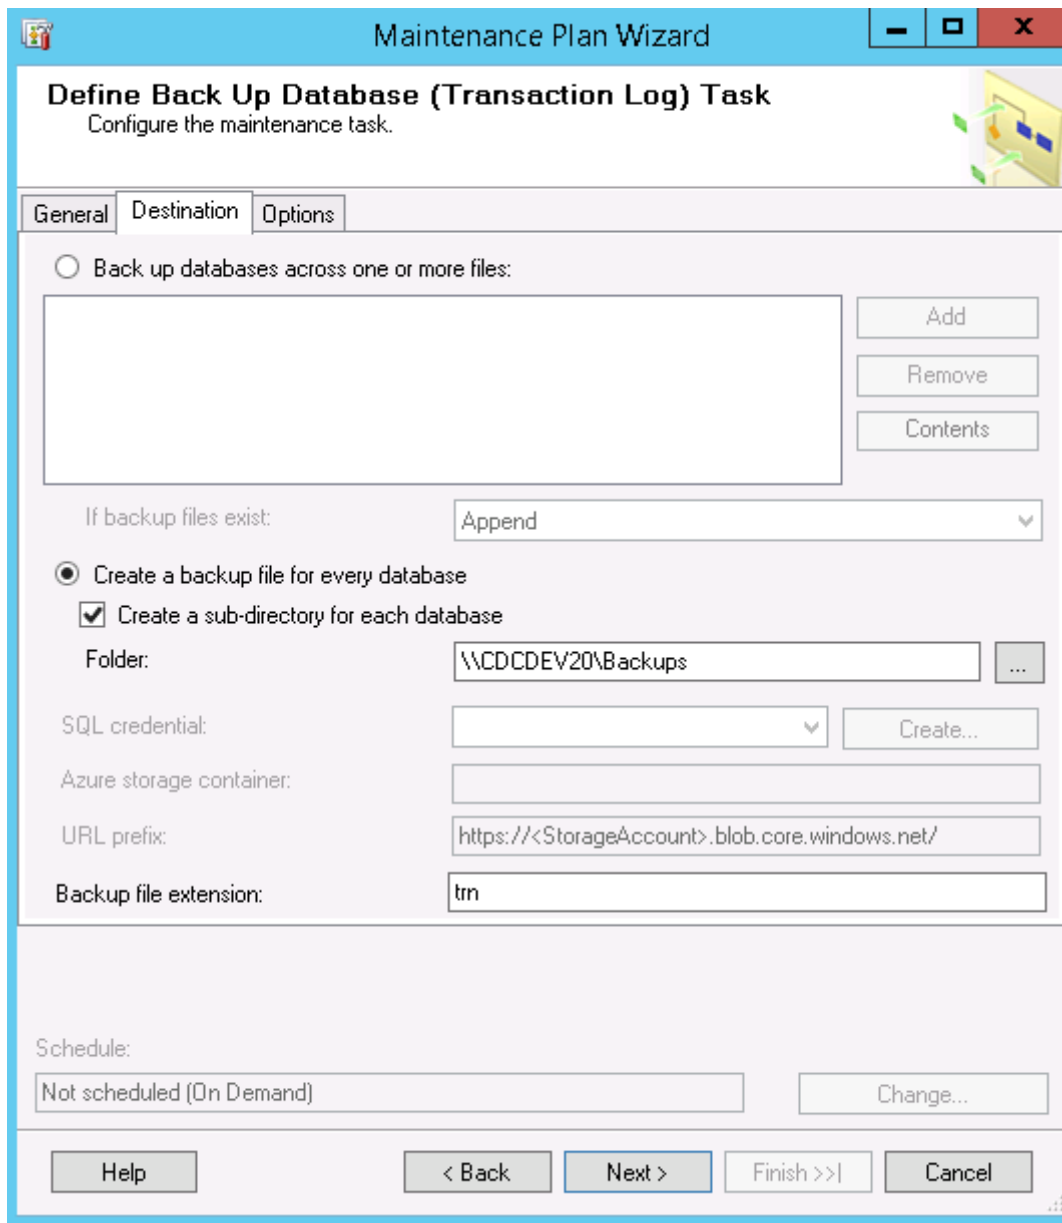 Maintenance Plan Wizard
Define Back Up Database (Transaction Log) Task
Configure the maintenance task.
General Destination Options
Back up databases across one or more files:
Add
Remove
Contents
If backup files exist: Append
Create a backup file for every database
Create a sub-directory for each database
Folder: \\CDCDEV20\Backups ...
SQL credential: Create...
Azure storage container:
URL prefix: https://<StorageAccount>.blob.core.windows.net/
Backup file extension: trn
Schedule:
Not scheduled (On Demand) Change...
Help < Back Next > Finish >>| Cancel